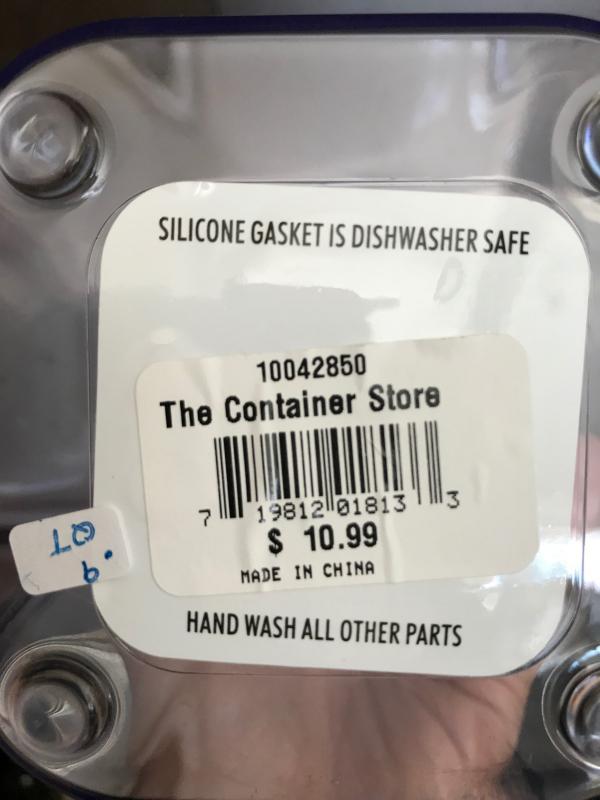 SILICONE GASKET IS DISHWASHER SAFE
10042850
The Container Store
7 19812 01813 3
$ 10.99
MADE IN CHINA
HAND WASH ALL OTHER PARTS